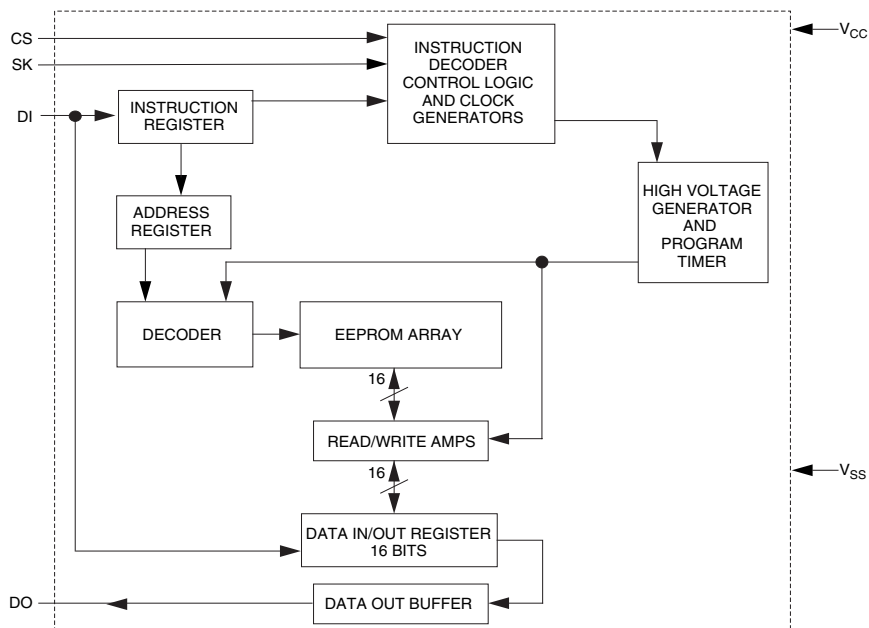 CS
SK
DI
INSTRUCTION
DECODER
CONTROL LOGIC
AND CLOCK
GENERATORS
V_CC
INSTRUCTION
REGISTER
HIGH VOLTAGE
GENERATOR
AND
PROGRAM
TIMER
ADDRESS
REGISTER
DECODER
EEPROM ARRAY
16
READ/WRITE AMPS
16
V_SS
DATA IN/OUT REGISTER
16 BITS
DO
DATA OUT BUFFER